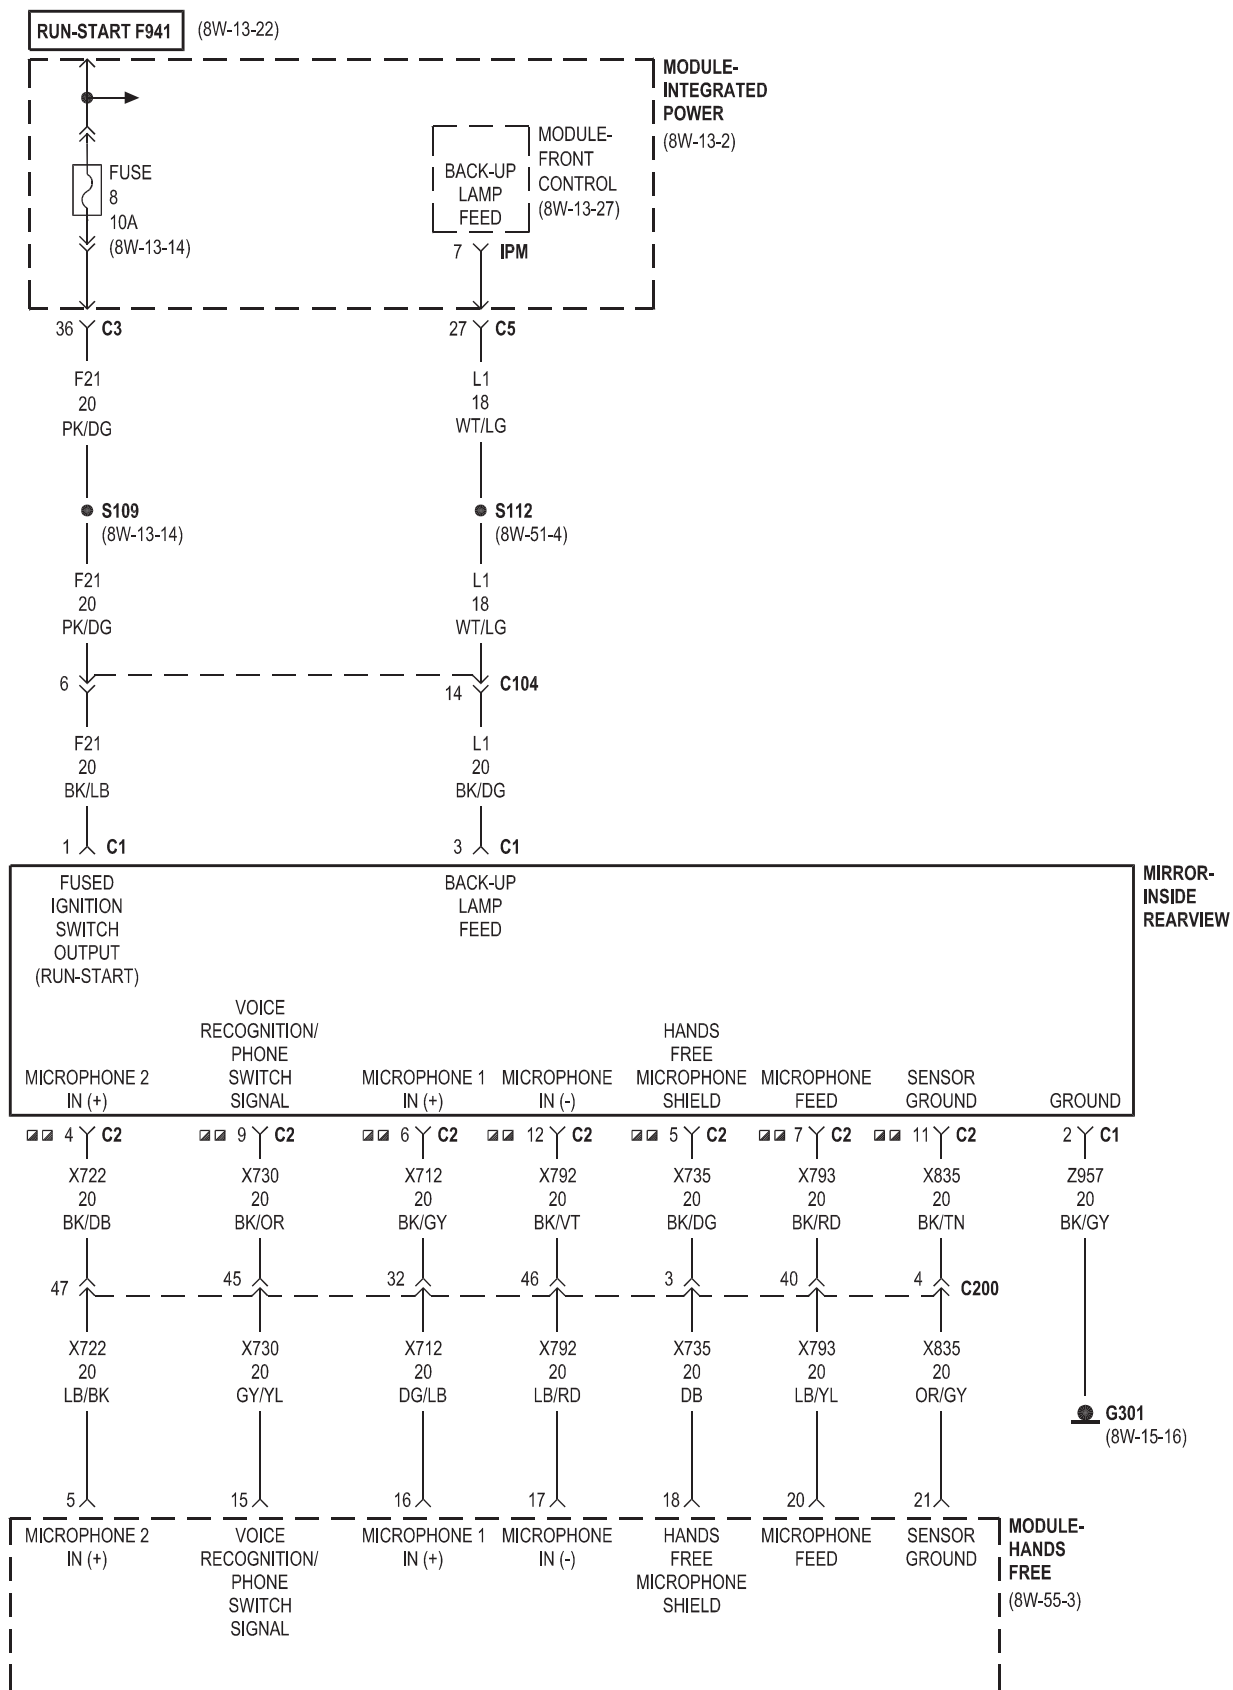 RUN-START F941 (8W-13-22)
MODULE-
INTEGRATED
POWER
(8W-13-2)
FUSE
8
10A
(8W-13-14)
BACK-UP
LAMP
FEED
MODULE-
FRONT
CONTROL
(8W-13-27)
7 IPM
36 C3 27 C5
F21 L1
20 18
PK/DG WT/LG
S109 S112
(8W-13-14) (8W-51-4)
F21 L1
20 18
PK/DG WT/LG
6 14 C104
F21 L1
20 20
BK/LB BK/DG
1 C1 3 C1
MIRROR-
INSIDE
REARVIEW
FUSED
IGNITION
SWITCH
OUTPUT
(RUN-START)
BACK-UP
LAMP
FEED
MICROPHONE 2
IN (+)
VOICE
RECOGNITION/
PHONE
SWITCH
SIGNAL
MICROPHONE 1
IN (+)
MICROPHONE
IN (-)
HANDS
FREE
MICROPHONE
SHIELD
MICROPHONE
FEED
SENSOR
GROUND
GROUND
4 C2 9 C2 6 C2 12 C2 5 C2 7 C2 11 C2 2 C1
X722 X730 X712 X792 X735 X793 X835 Z957
20 20 20 20 20 20 20 20
BK/DB BK/OR BK/GY BK/VT BK/DG BK/RD BK/TN BK/GY
47 45 32 46 3 40 4 C200
X722 X730 X712 X792 X735 X793 X835
20 20 20 20 20 20 20
LB/BK GY/YL DG/LB LB/RD DB LB/YL OR/GY
G301
(8W-15-16)
5 15 16 17 18 20 21
MICROPHONE 2
IN (+)
VOICE
RECOGNITION/
PHONE
SWITCH
SIGNAL
MICROPHONE 1
IN (+)
MICROPHONE
IN (-)
HANDS
FREE
MICROPHONE
SHIELD
MICROPHONE
FEED
SENSOR
GROUND
MODULE-
HANDS
FREE
(8W-55-3)